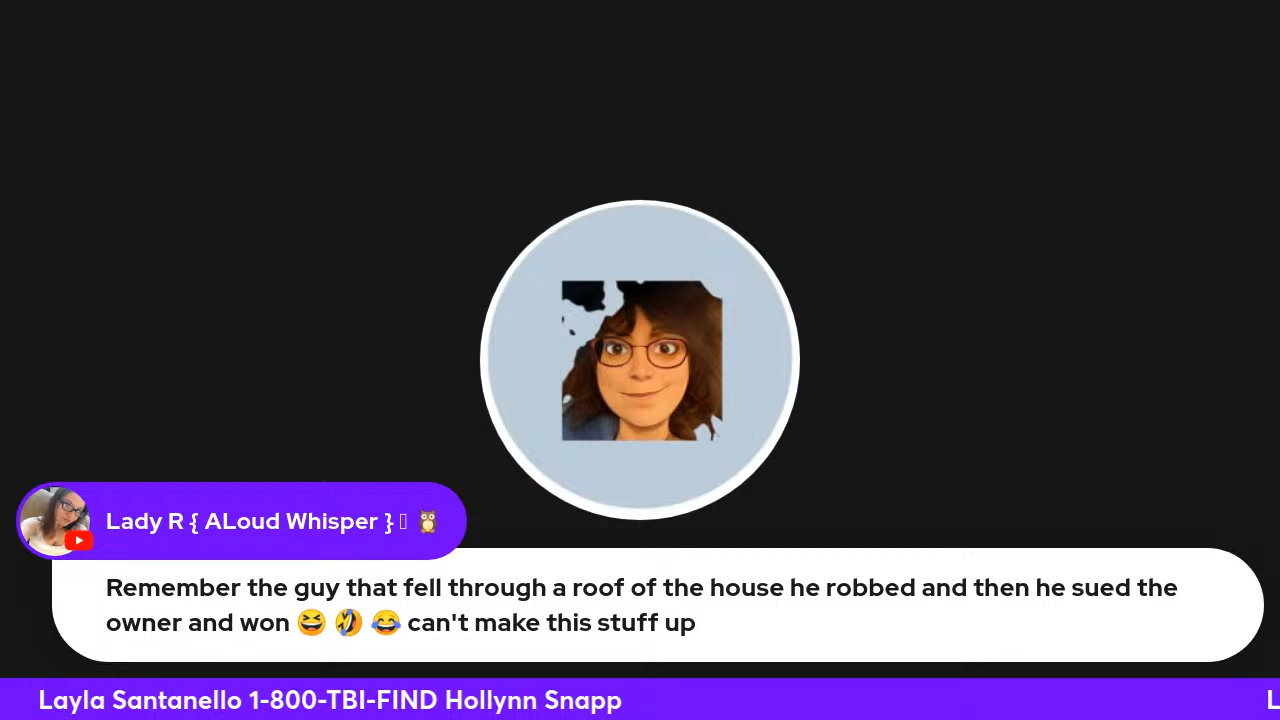 Lady R { ALoud Whisper } 🦉
Remember the guy that fell through a roof of the house he robbed and then he sued the
owner and won 😆 🤣 😂 can't make this stuff up
Layla Santanello 1-800-TBI-FIND Hollynn Snapp
L